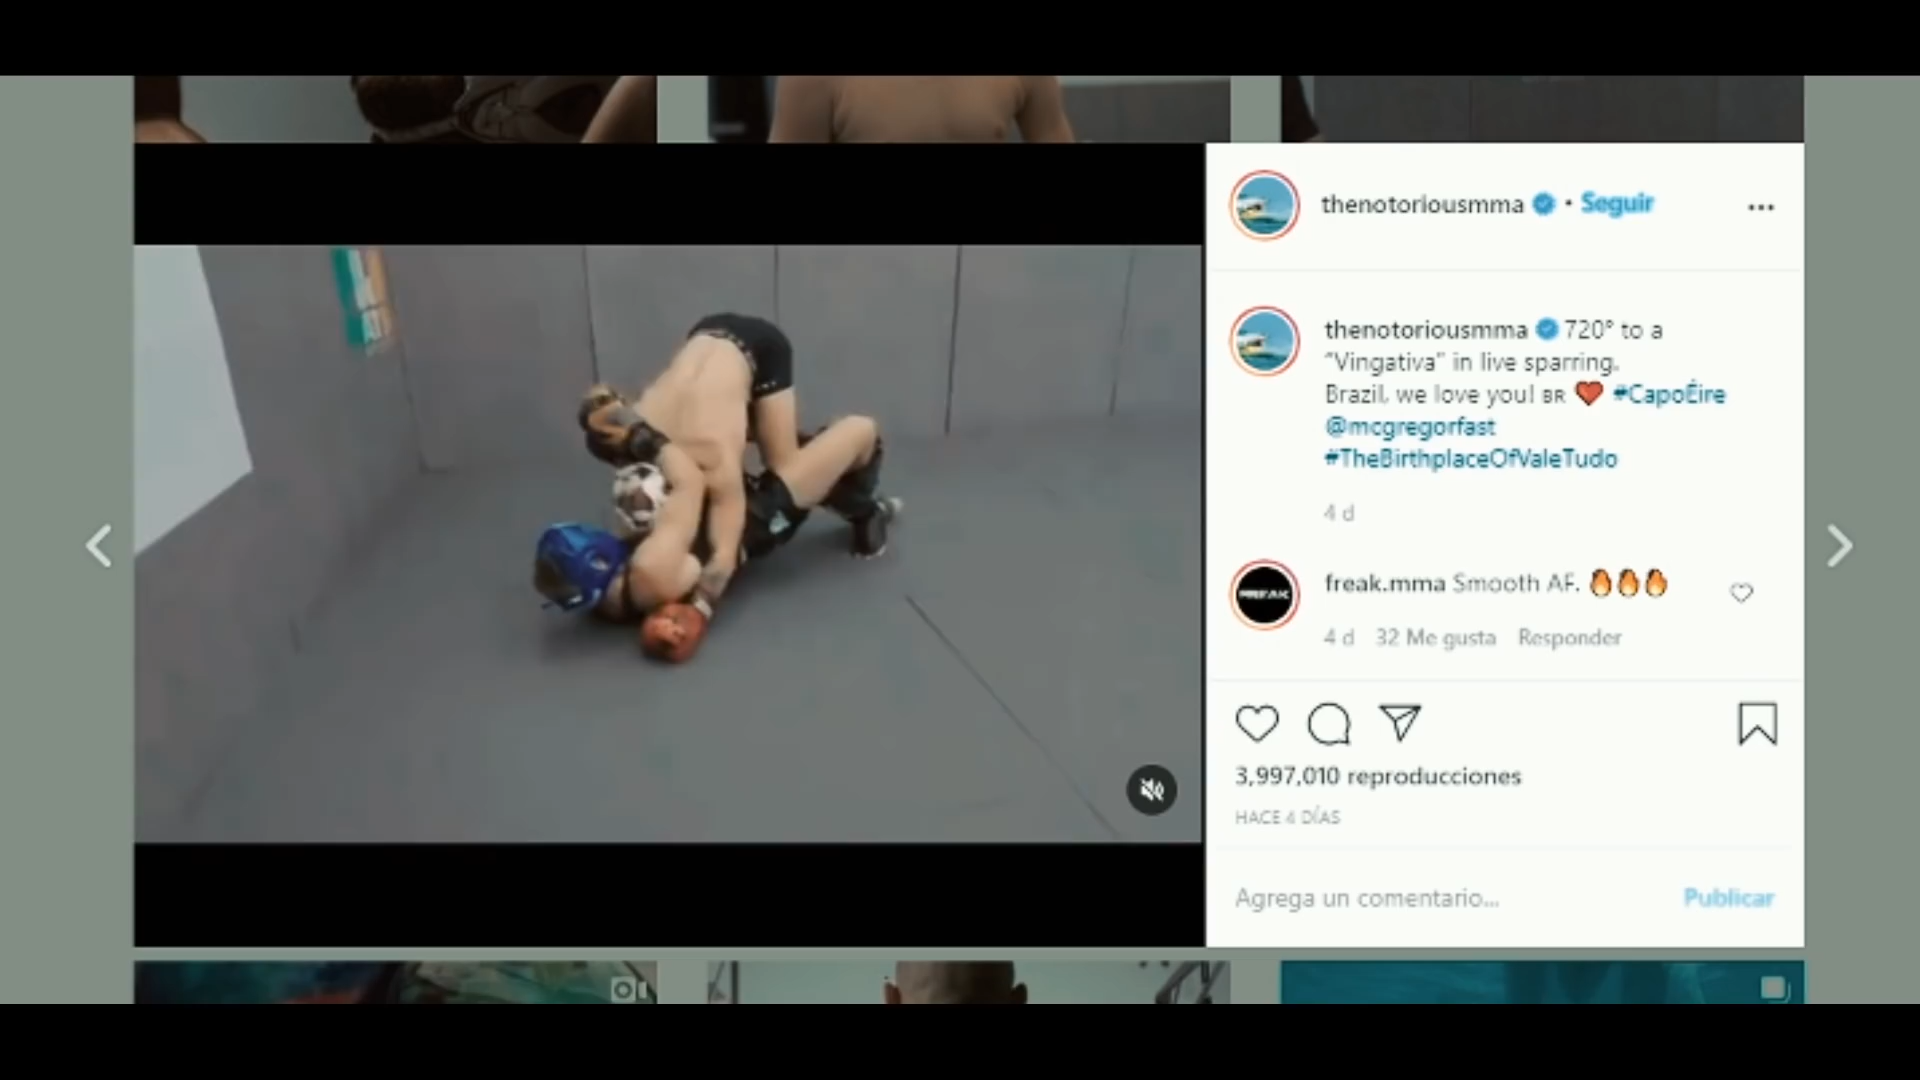 thenotoriousmma • Seguir
thenotoriousmma 720° to a
“Vingativa” in live sparring.
Brazil, we love you! BR ❤️ #CapoÉire
@mcgregorfast
#TheBirthplaceOfValeTudo
4 d
FREAK
freak.mma Smooth AF. 🔥🔥🔥
4 d 32 Me gusta Responder
3,997,010 reproducciones
HACE 4 DÍAS
Agrega un comentario... Publicar